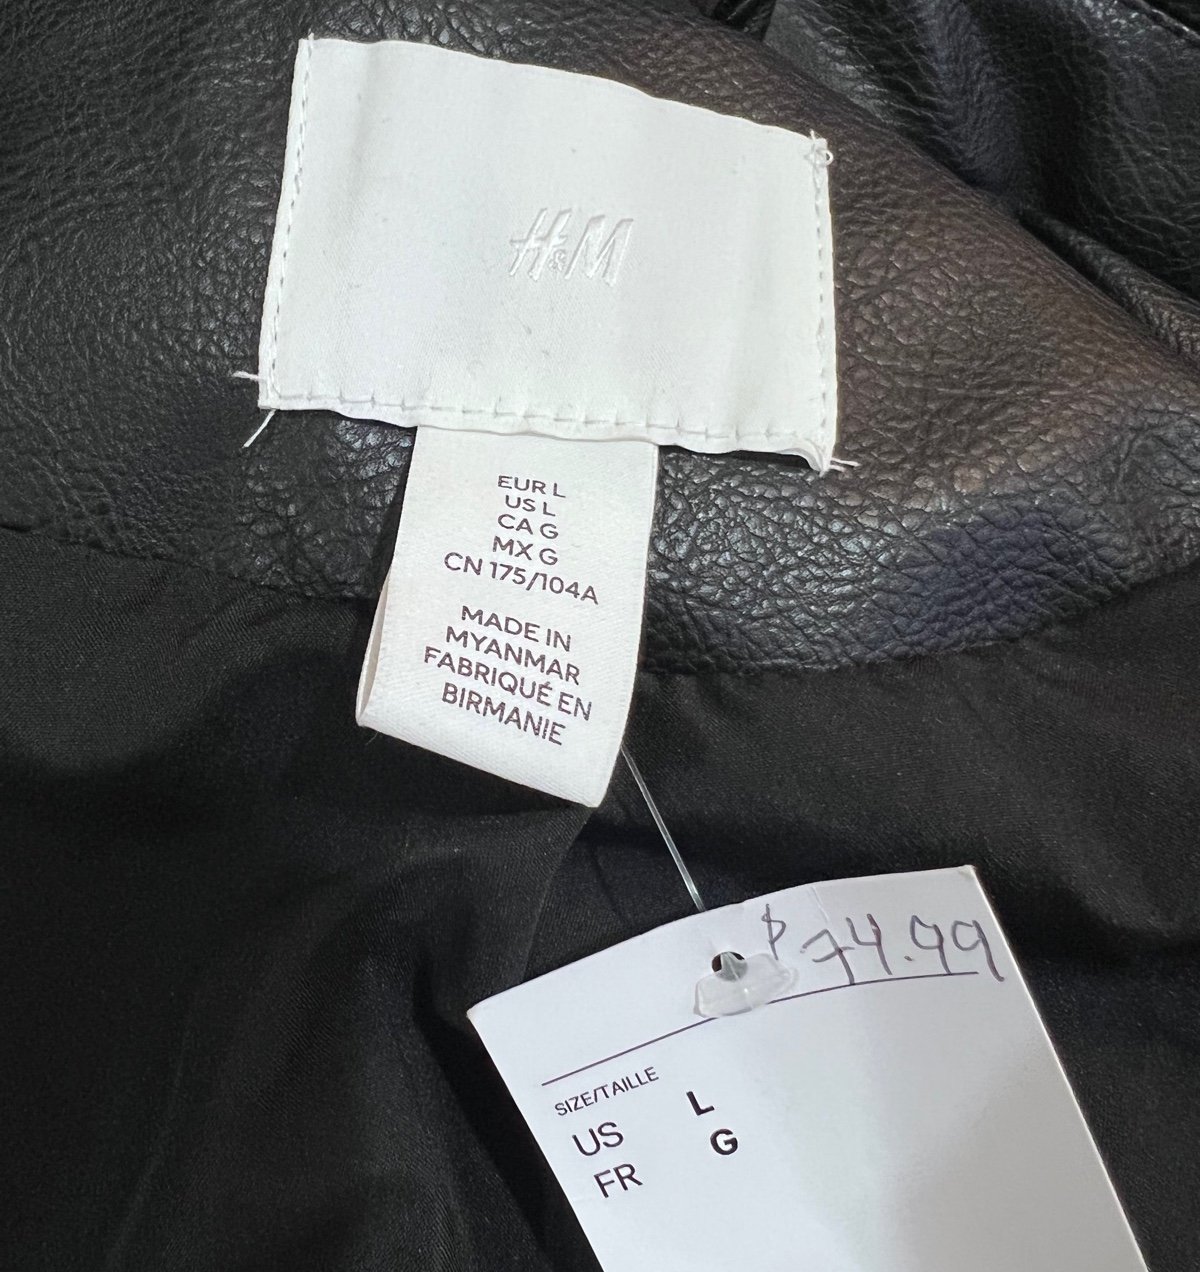 H&M
EUR L
US L
CA G
MX G
CN 175/104A
MADE IN
MYANMAR
FABRIQUÉ EN
BIRMANIE
$74.99
SIZE/TAILLE
US L
FR G